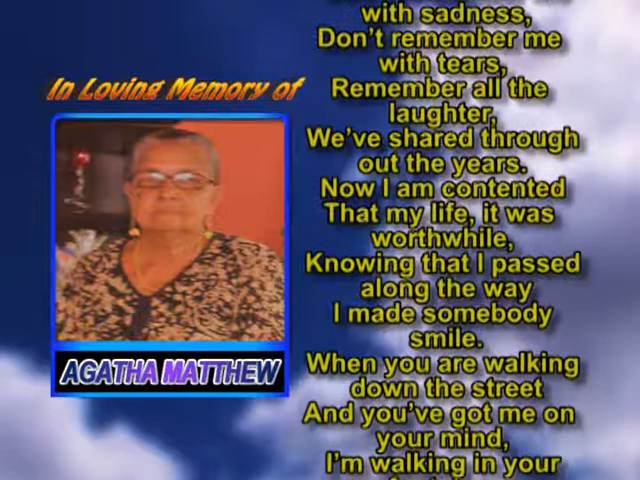 In Loving Memory of
AGATHA MATTHEW
with sadness,
Don't remember me
with tears,
Remember all the
laughter,
We've shared through
out the years.
Now I am contented
That my life, it was
worthwhile,
Knowing that I passed
along the way
I made somebody
smile.
When you are walking
down the street
And you've got me on
your mind,
I'm walking in your